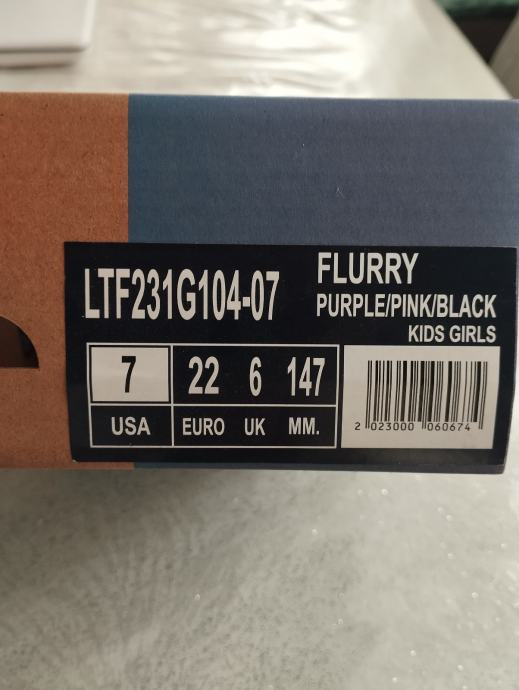 LTF231G104-07
FLURRY
PURPLE/PINK/BLACK
KIDS GIRLS
7 22 6 147
USA EURO UK MM.
2 023000 060674